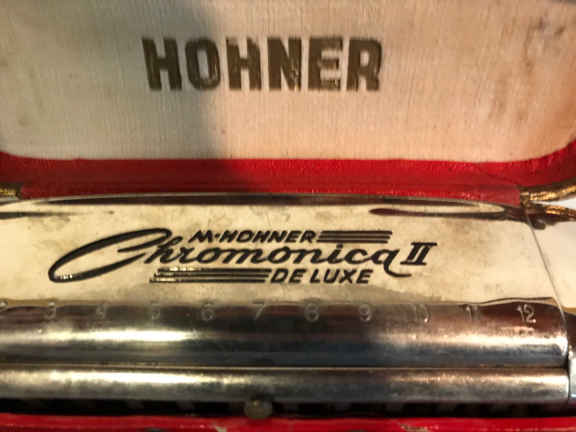 HOHNER
M·HOHNER
Chromonica II
DE LUXE
3 4 5 6 7 8 9 10 11 12